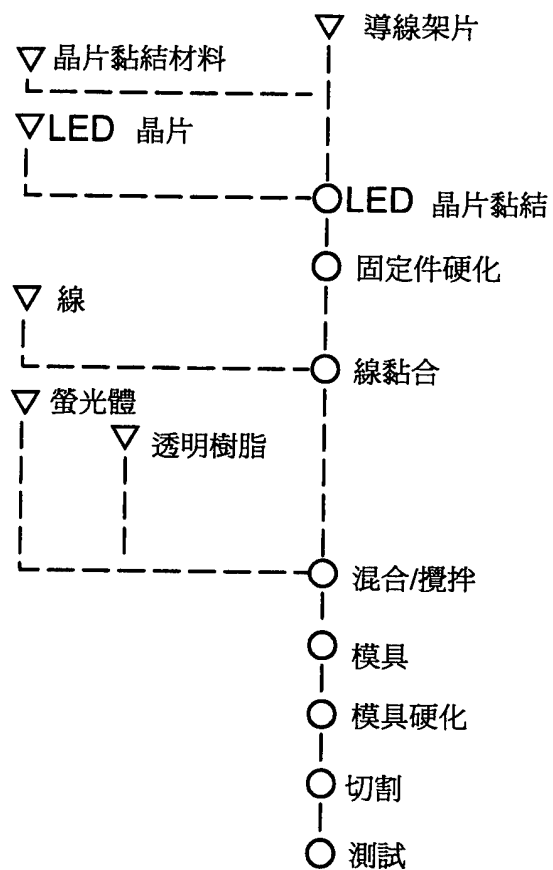 導線架片
晶片黏結材料
LED 晶片
LED 晶片黏結
固定件硬化
線
線黏合
螢光體
透明樹脂
混合/攪拌
模具
模具硬化
切割
測試